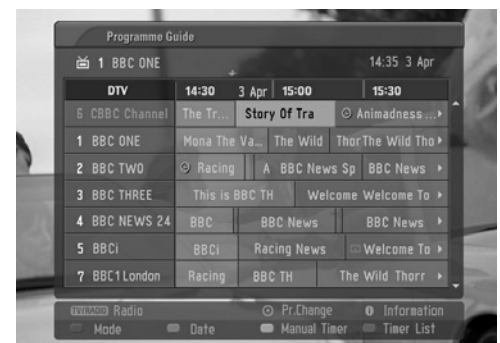 Programme Guide
1 BBC ONE 14:35 3 Apr
DTV 14:30 3 Apr 15:00 15:30
6 CBBC Channel The Tr... Story Of Tra Animadness ...
1 BBC ONE Mona The Va... The Wild ThorThe Wild Tho
2 BBC TWO Racing A BBC News Sp BBC News
3 BBC THREE This is BBC TH Welcome Welcome To
4 BBC NEWS 24 BBC BBC News BBC News
5 BBCi BBCi Racing News Welcome To
7 BBC1London Racing BBC TH The Wild Thorr
TV/RADIO Radio Pr.Change Information
Mode Date Manual Timer Timer List